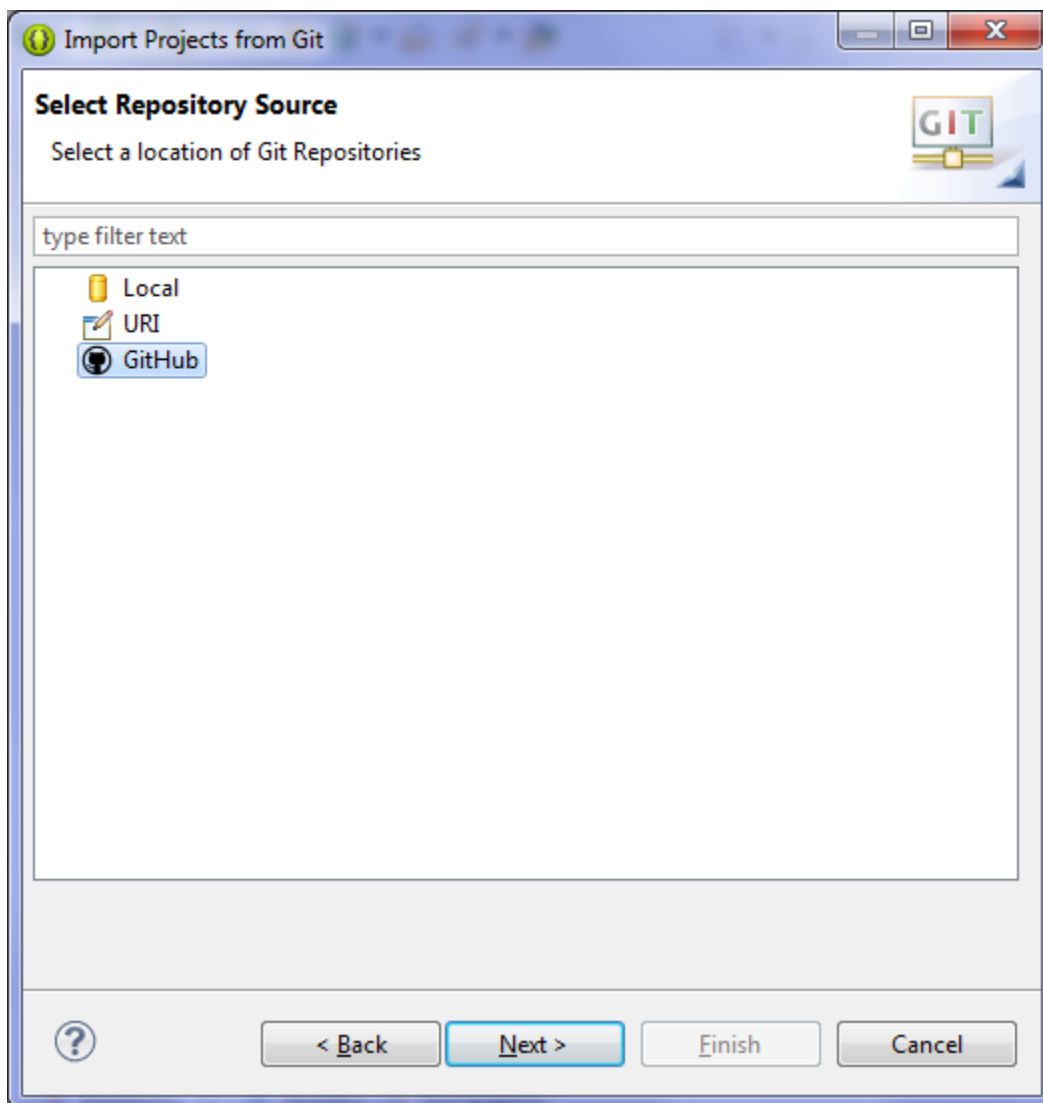 Import Projects from Git
Select Repository Source
Select a location of Git Repositories
GIT
type filter text
Local
URI
GitHub
?
< Back
Next >
Finish
Cancel